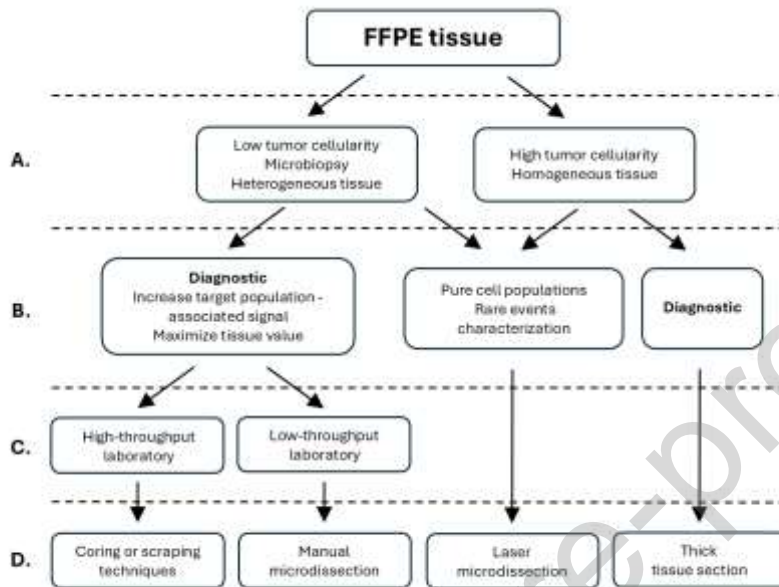 FFPE tissue
A.
Low tumor cellularity
Microbiopsy
Heterogeneous tissue
High tumor cellularity
Homogeneous tissue
B.
Diagnostic
Increase target population -
associated signal
Maximize tissue value
Pure cell populations
Rare events
characterization
Diagnostic
C.
High-throughput
laboratory
Low-throughput
laboratory
D.
Coring or scraping
techniques
Manual
microdissection
Laser
microdissection
Thick
tissue section
e-pro